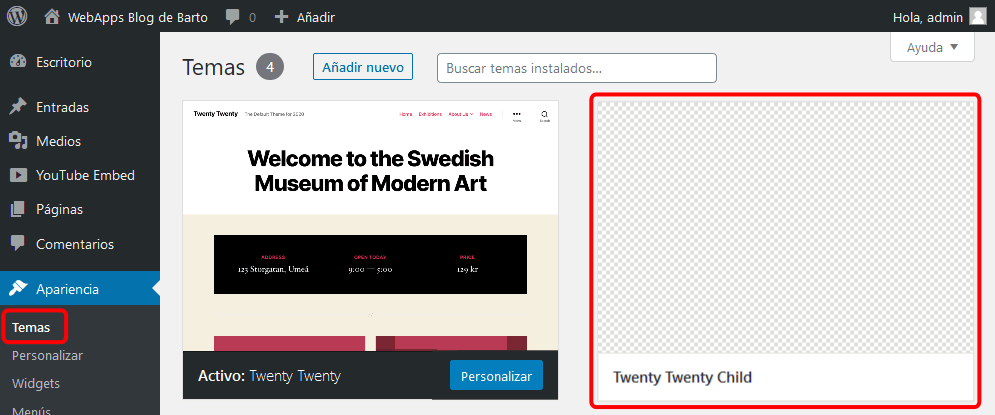 WebApps Blog de Barto 0 + Añadir Hola, admin
Ayuda
Escritorio
Entradas
Medios
YouTube Embed
Páginas
Comentarios
Apariencia
Temas
Personalizar
Widgets
Menús
Temas 4 Añadir nuevo Buscar temas instalados...
Twenty Twenty The Default Theme for 2020 Home Exhibitions About Us News Menu Search
Welcome to the Swedish
Museum of Modern Art
ADDRESS OPEN TODAY PRICE
123 Storgatan, Umeå 9:00 — 5:00 129 kr
Activo: Twenty Twenty Personalizar
Twenty Twenty Child